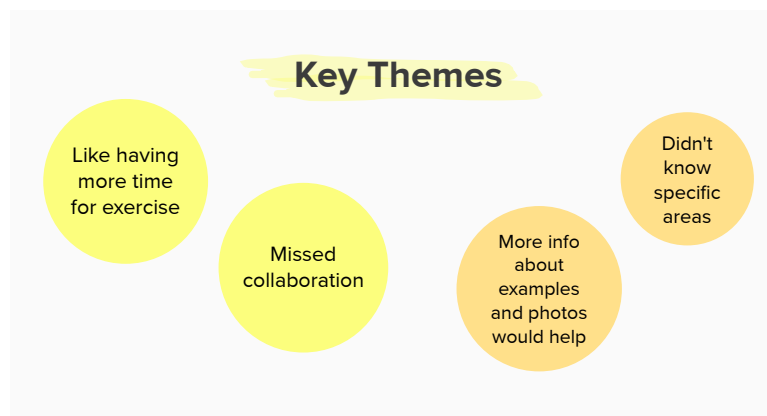 Key Themes
Like having
more time
for exercise
Missed
collaboration
More info
about
examples
and photos
would help
Didn't
know
specific
areas